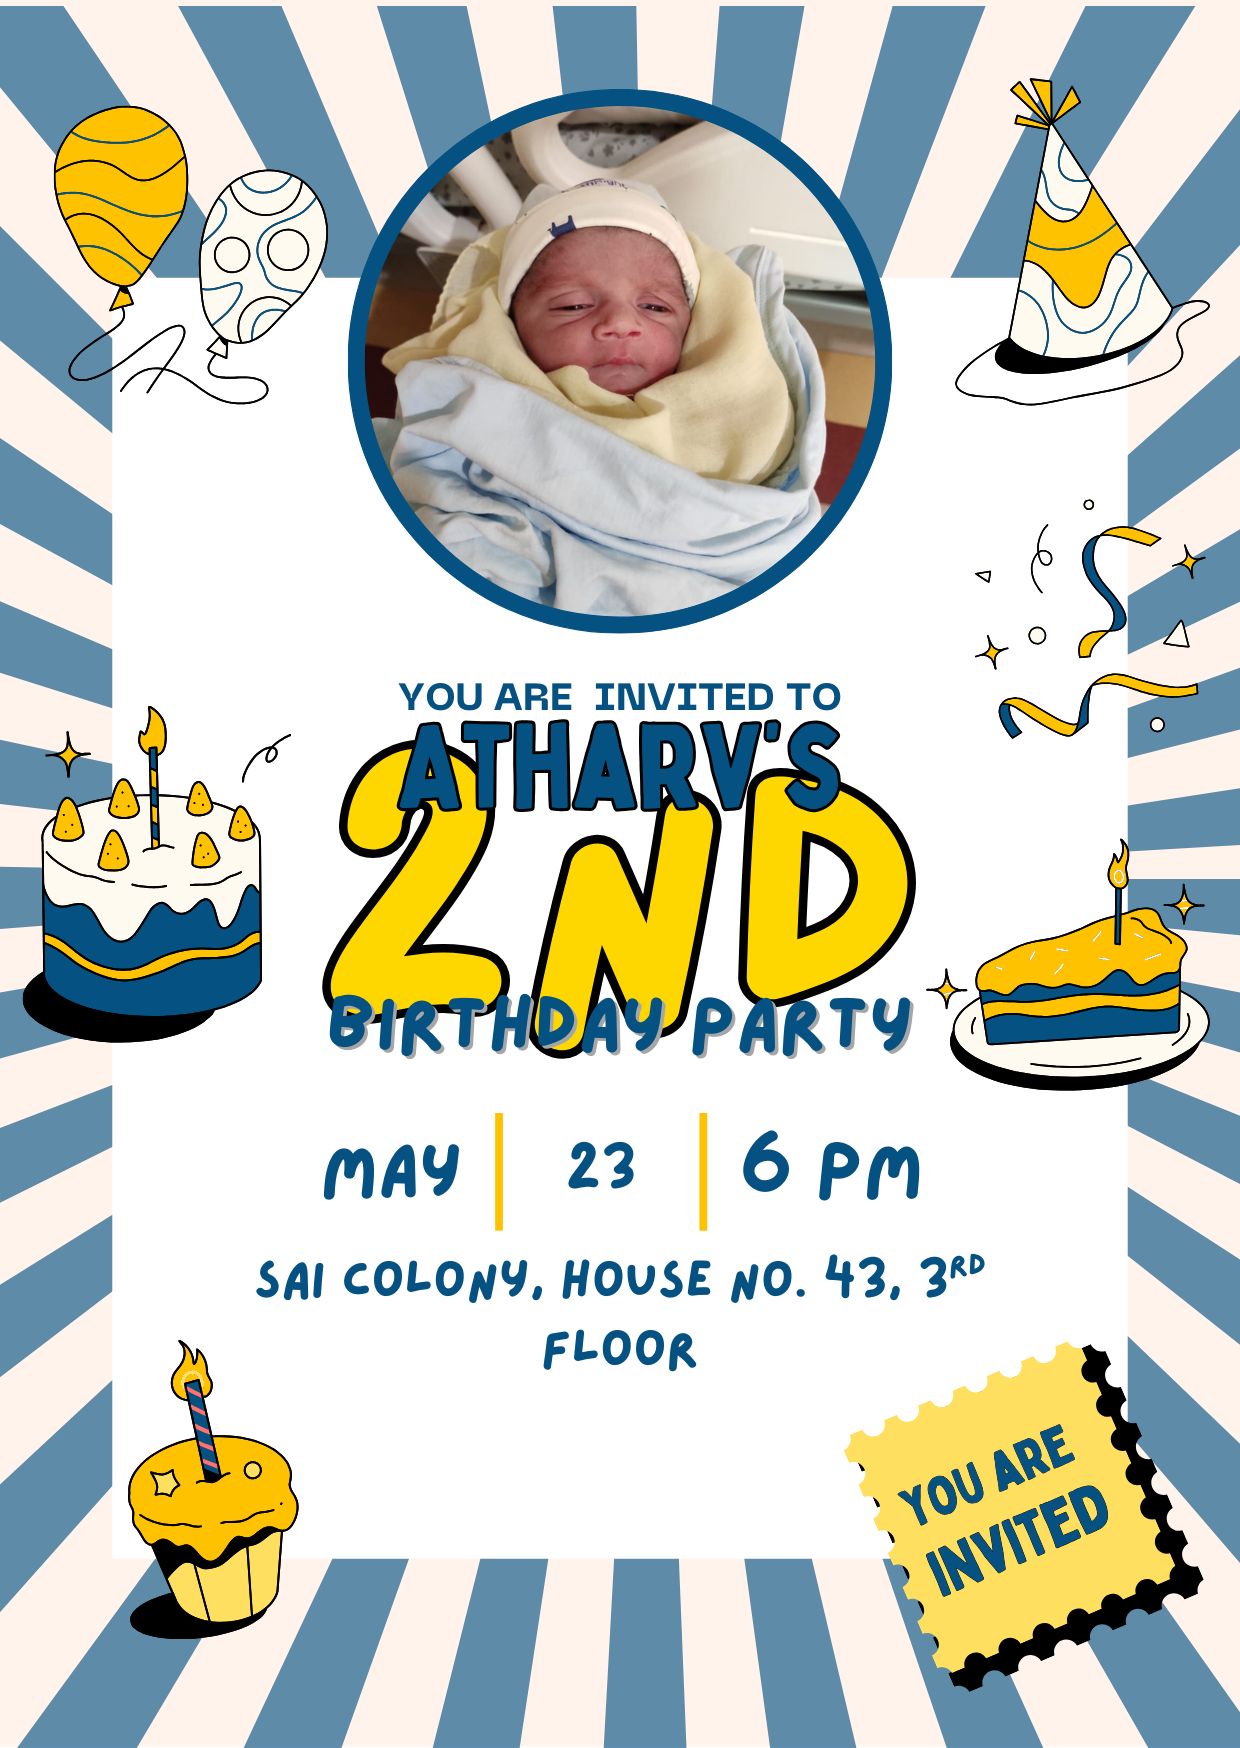 YOU ARE INVITED TO
ATHARV'S
2ND
BIRTHDAY PARTY
MAY 23 6 PM
SAI COLONY, HOUSE NO. 43, 3RD
FLOOR
YOU ARE
INVITED